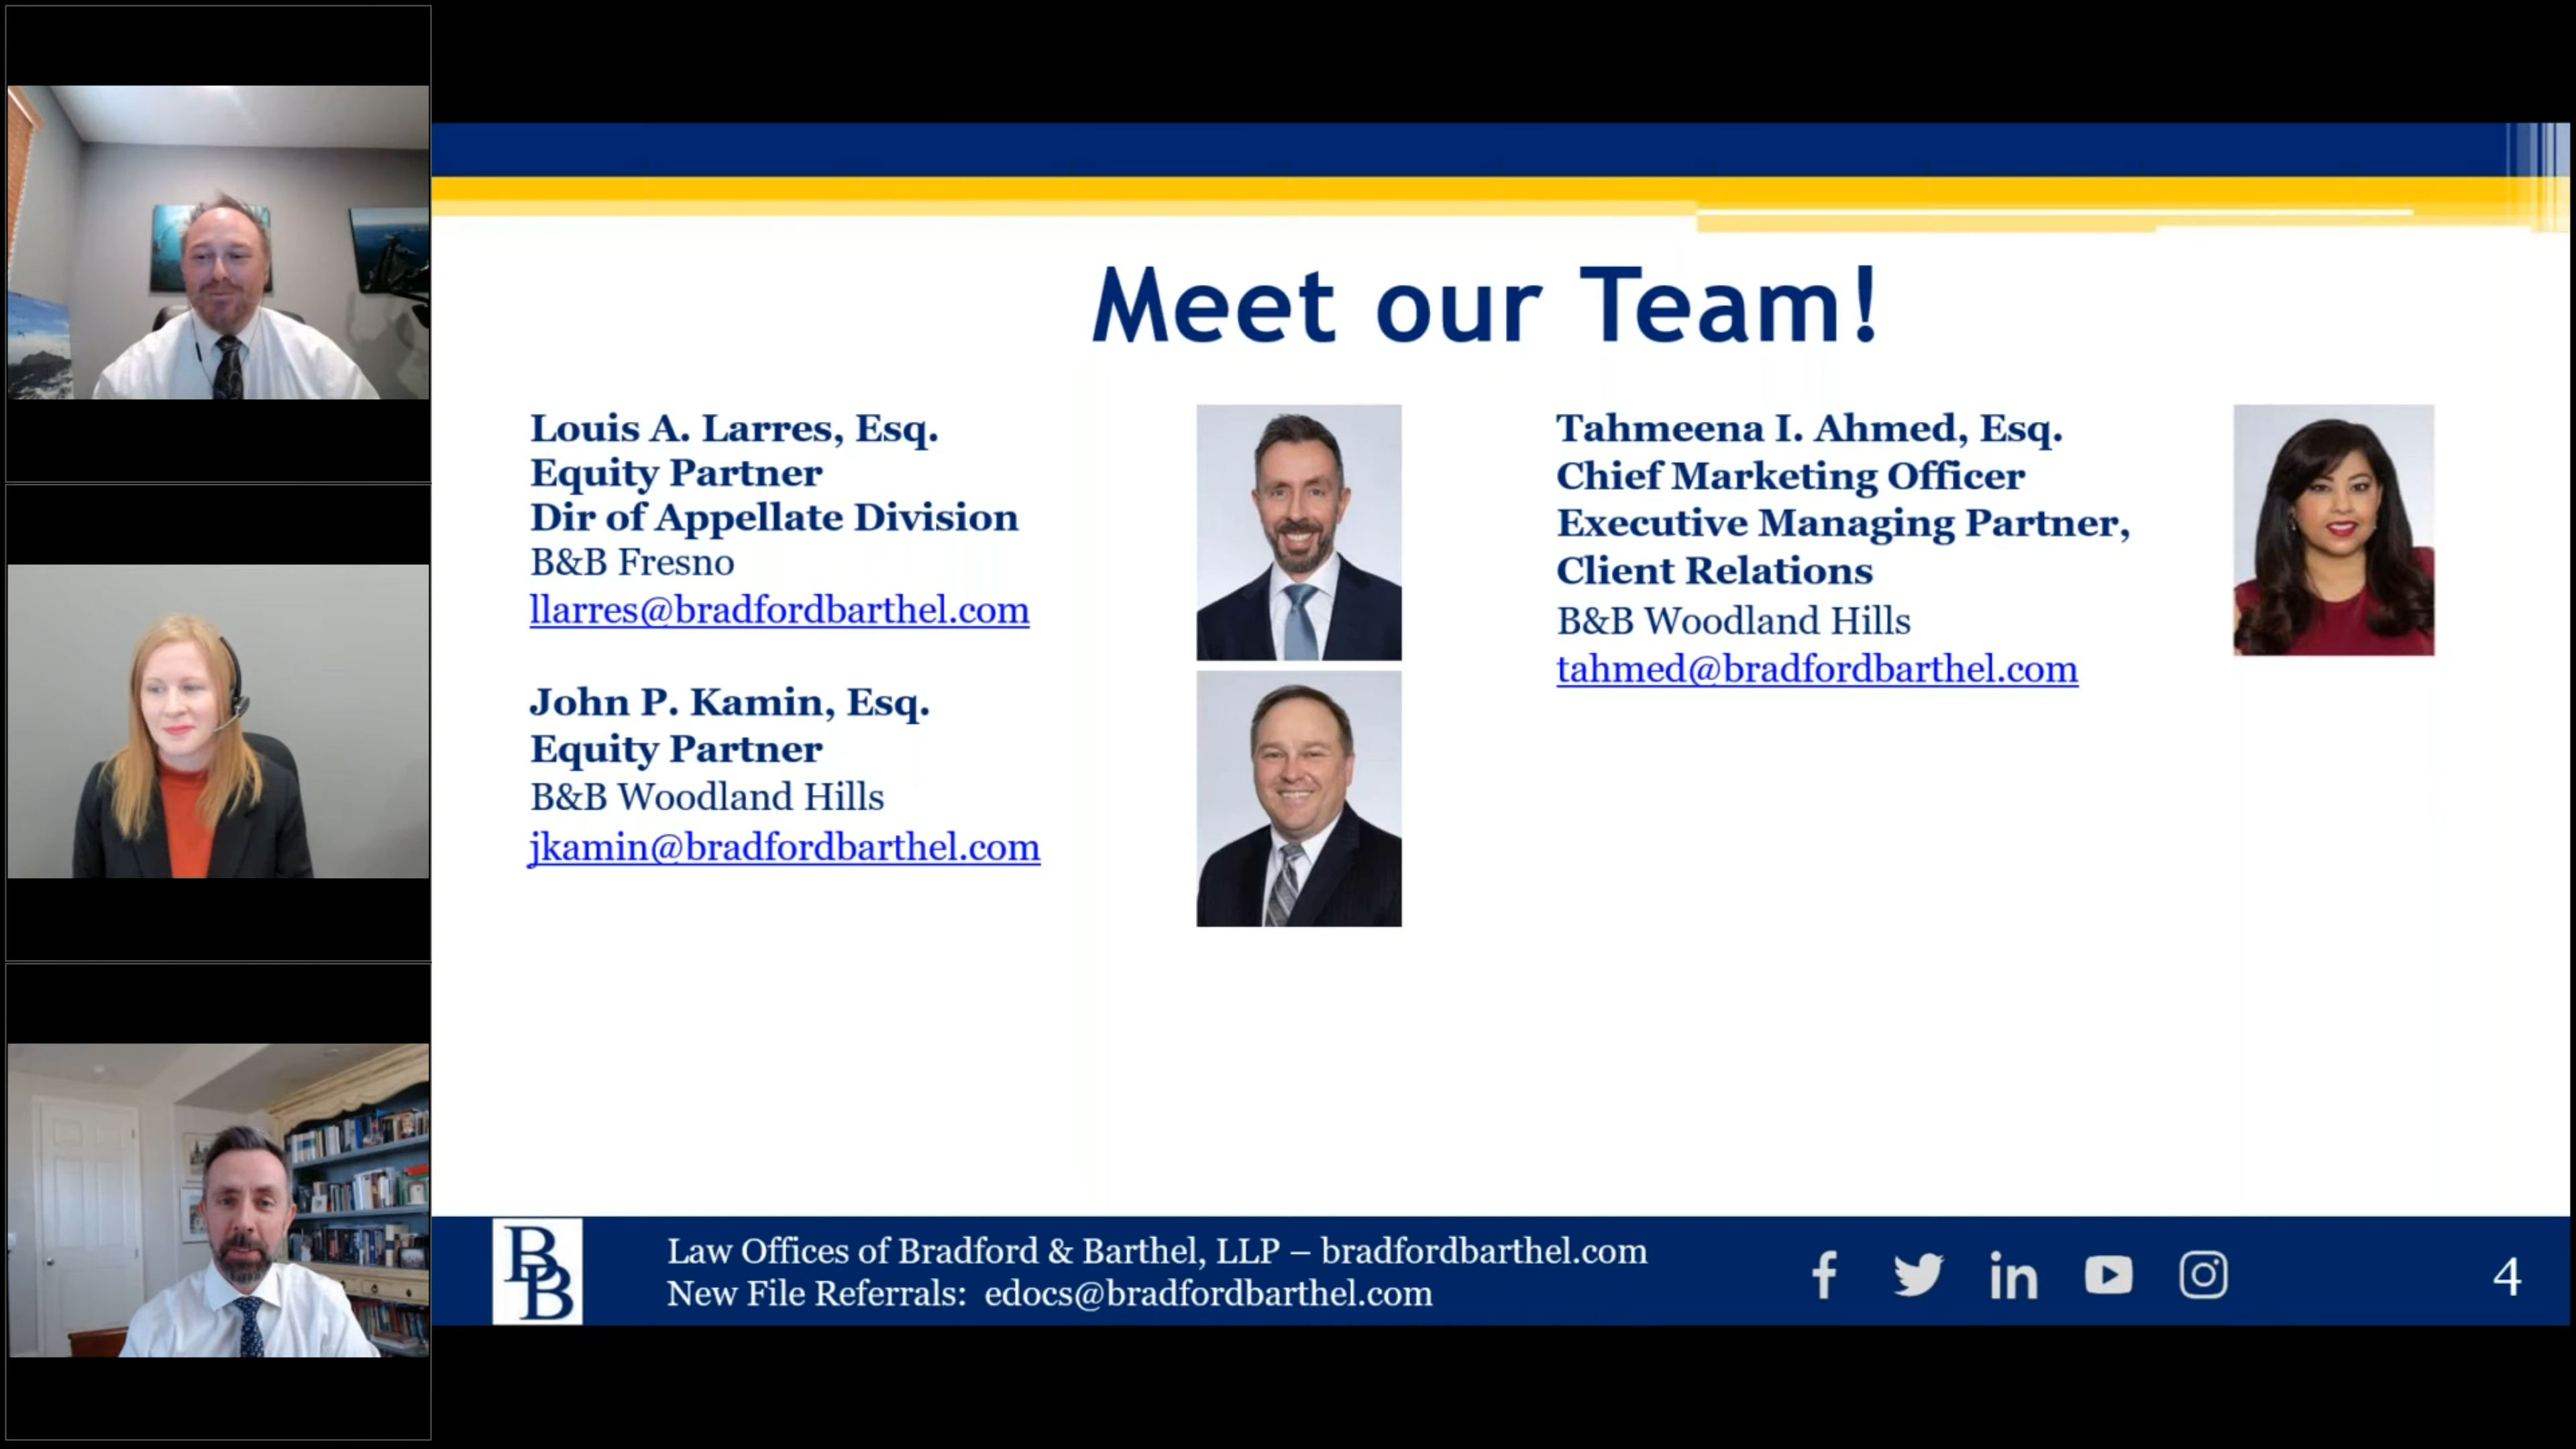 Meet our Team!
Louis A. Larres, Esq.
Equity Partner
Dir of Appellate Division
B&B Fresno
llarres@bradfordbarthel.com
John P. Kamin, Esq.
Equity Partner
B&B Woodland Hills
jkamin@bradfordbarthel.com
Tahmeena I. Ahmed, Esq.
Chief Marketing Officer
Executive Managing Partner,
Client Relations
B&B Woodland Hills
tahmed@bradfordbarthel.com
BB
Law Offices of Bradford & Barthel, LLP – bradfordbarthel.com
New File Referrals: edocs@bradfordbarthel.com
4